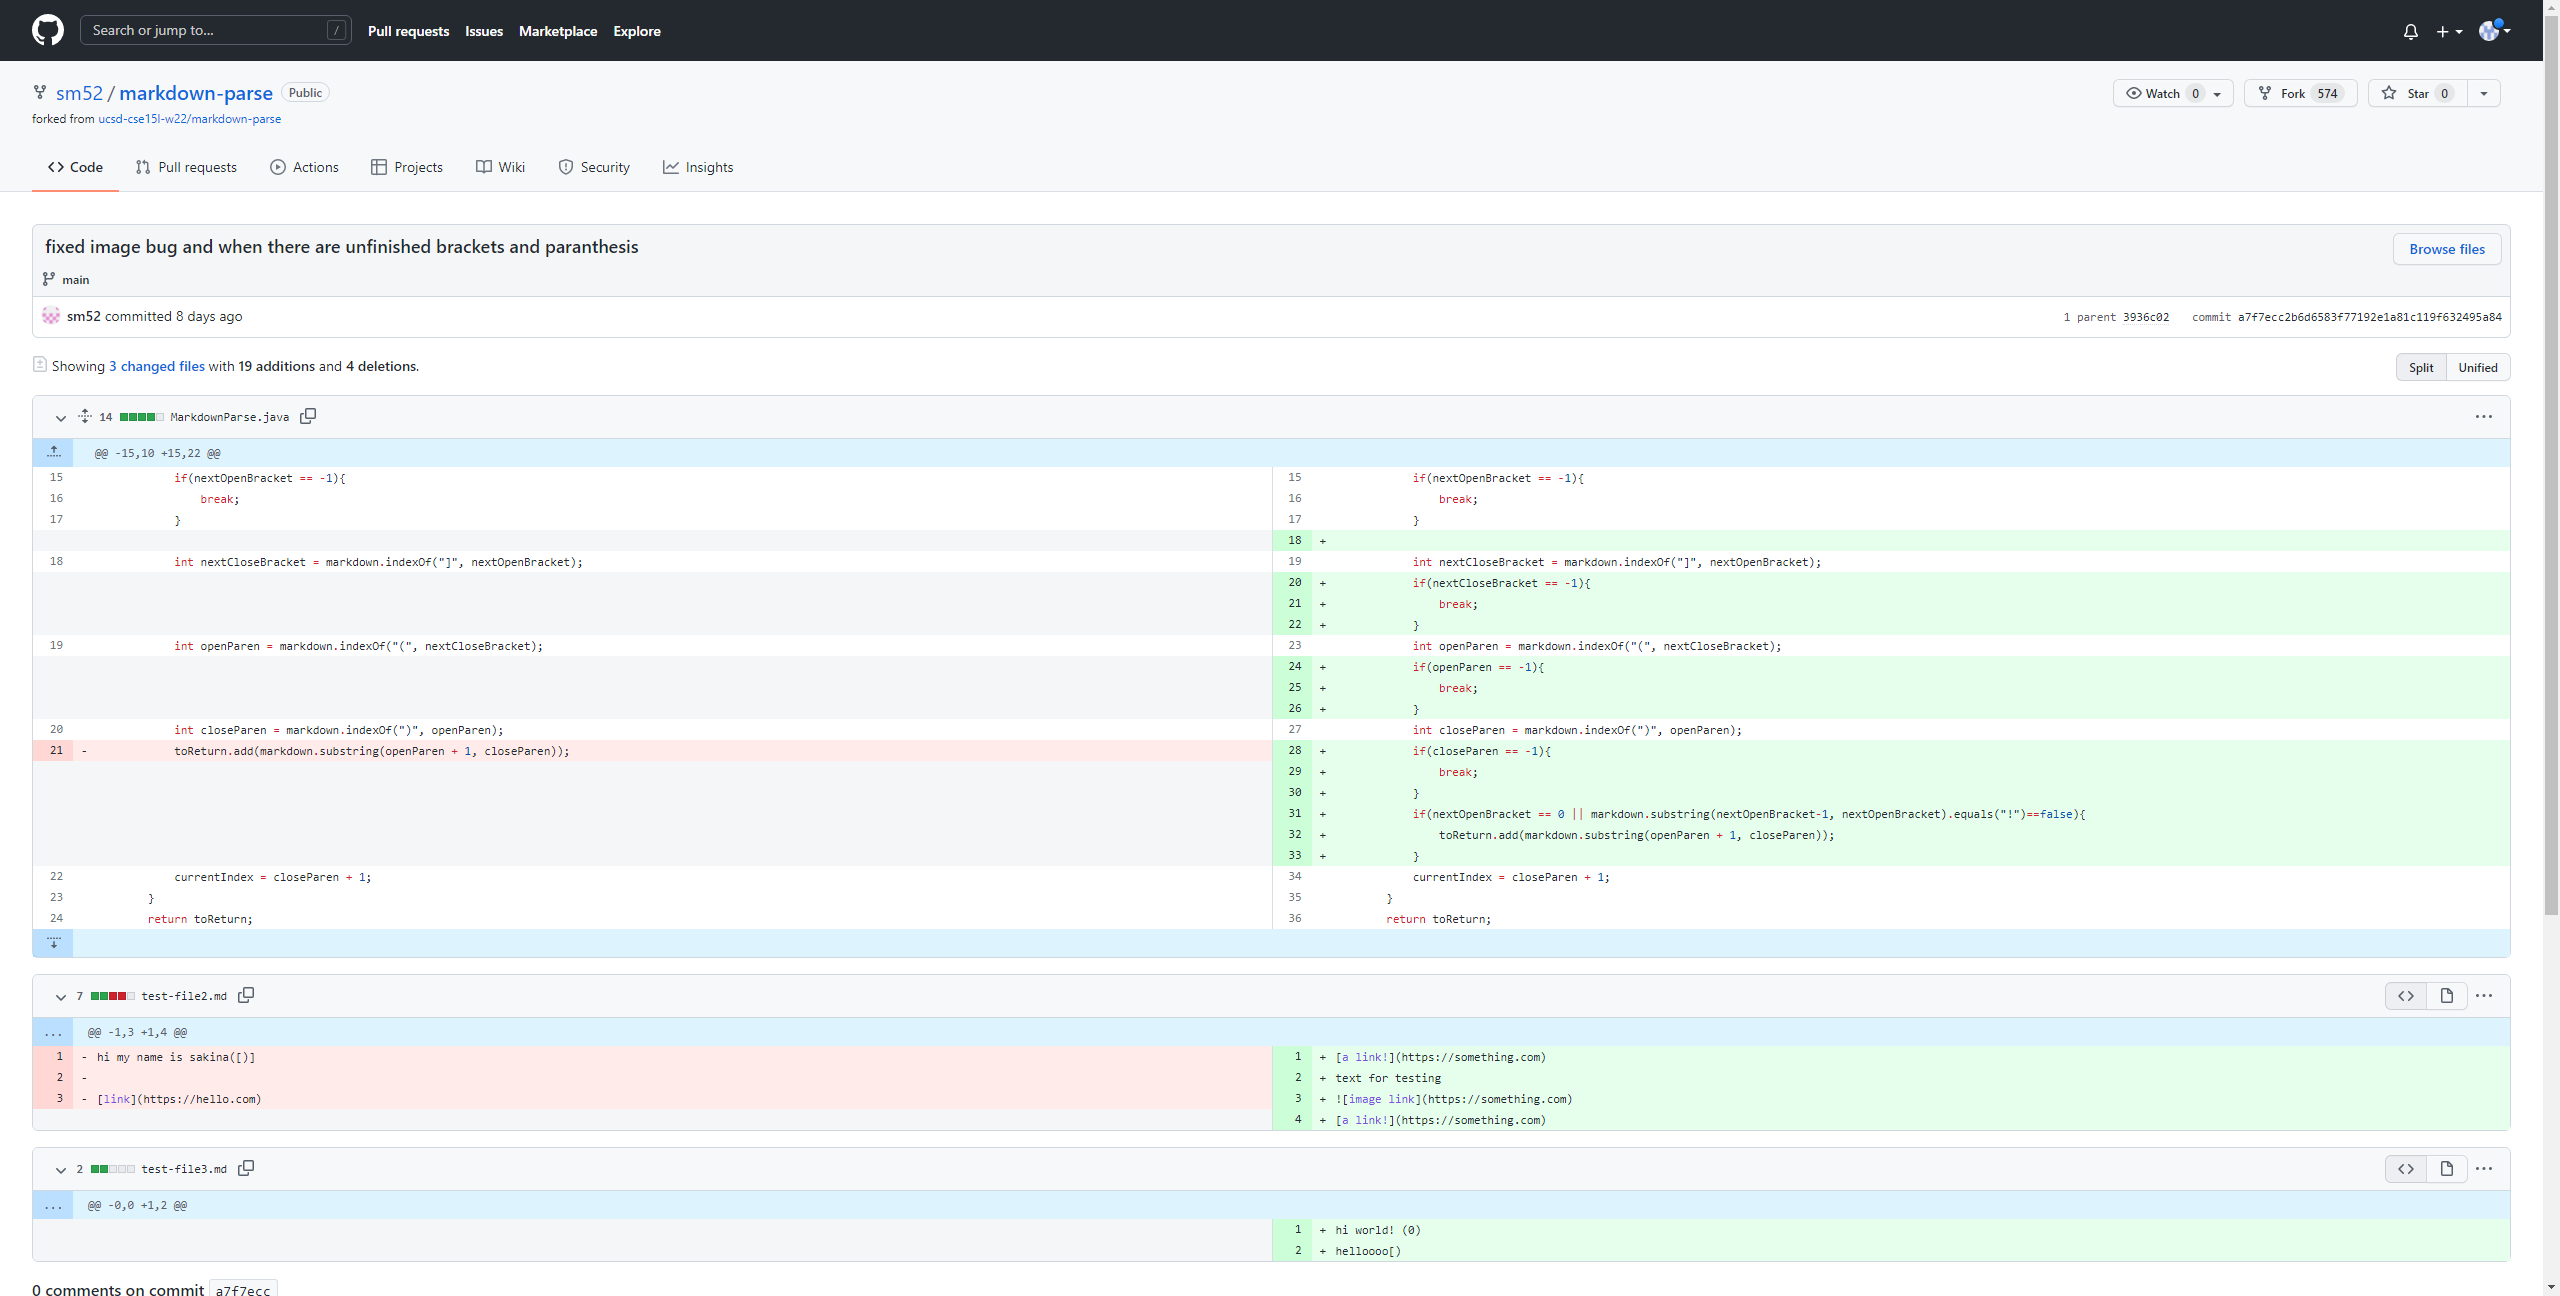 Search or jump to... /
Pull requests Issues Marketplace Explore
sm52 / markdown-parse Public
Watch 0 Fork 574 Star 0
forked from ucsd-cse15l-w22/markdown-parse
Code Pull requests Actions Projects Wiki Security Insights
fixed image bug and when there are unfinished brackets and paranthesis
Browse files
main
sm52 committed 8 days ago
1 parent 3936c02 commit a7f7ecc2b6d6583f77192e1a81c119f632495a84
Showing 3 changed files with 19 additions and 4 deletions.
Split Unified
14 MarkdownParse.java
@@ -15,10 +15,22 @@
15 if(nextOpenBracket == -1){ 15 if(nextOpenBracket == -1){
16 break; 16 break;
17 } 17 }
18 +
18 int nextCloseBracket = markdown.indexOf("]", nextOpenBracket); 19 int nextCloseBracket = markdown.indexOf("]", nextOpenBracket);
20 + if(nextCloseBracket == -1){
21 + break;
22 + }
19 int openParen = markdown.indexOf("(", nextCloseBracket); 23 int openParen = markdown.indexOf("(", nextCloseBracket);
24 + if(openParen == -1){
25 + break;
26 + }
20 int closeParen = markdown.indexOf(")", openParen); 27 int closeParen = markdown.indexOf(")", openParen);
21 - toReturn.add(markdown.substring(openParen + 1, closeParen)); 28 + if(closeParen == -1){
29 + break;
30 + }
31 + if(nextOpenBracket == 0 || markdown.substring(nextOpenBracket-1, nextOpenBracket).equals("!")==false){
32 + toReturn.add(markdown.substring(openParen + 1, closeParen));
33 + }
22 currentIndex = closeParen + 1; 34 currentIndex = closeParen + 1;
23 } 35 }
24 return toReturn; 36 return toReturn;
7 test-file2.md
... @@ -1,3 +1,4 @@
1 - hi my name is sakina([)] 1 + [a link!](https://something.com)
2 - 2 + text for testing
3 - [link](https://hello.com) 3 + ![image link](https://something.com)
4 + [a link!](https://something.com)
2 test-file3.md
... @@ -0,0 +1,2 @@
1 + hi world! (0)
2 + helloooo[)
0 comments on commit a7f7ecc